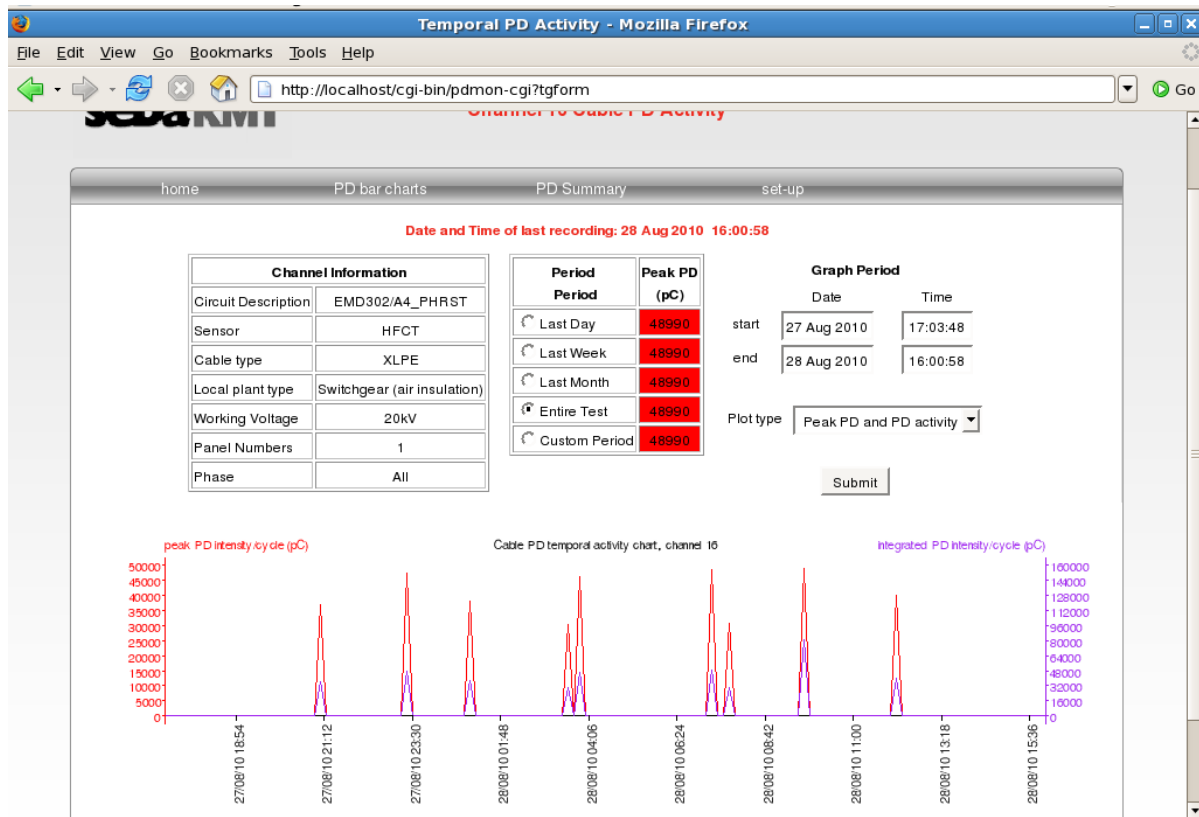 Temporal PD Activity - Mozilla Firefox
File Edit View Go Bookmarks Tools Help
http://localhost/cgi-bin/pdmon-cgi?tgform
Go
sebaKMT
Channel 16 Cable PD Activity
home PD bar charts PD Summary set-up
Date and Time of last recording: 28 Aug 2010 16:00:58
Channel Information
Circuit Description EMD302/A4_PHRST
Sensor HFCT
Cable type XLPE
Local plant type Switchgear (air insulation)
Working Voltage 20kV
Panel Numbers 1
Phase All
Period Peak PD
Period (pC)
Last Day 48990
Last Week 48990
Last Month 48990
Entire Test 48990
Custom Period 48990
Graph Period
Date Time
start 27 Aug 2010 17:03:48
end 28 Aug 2010 16:00:58
Plot type Peak PD and PD activity
Submit
peak PD intensity/cycle (pC)
Cable PD temporal activity chart, channel 16
integrated PD intensity/cycle (pC)
50000
45000
40000
35000
30000
25000
20000
15000
10000
5000
0
160000
144000
128000
112000
96000
80000
64000
48000
32000
16000
0
27/08/10 18:54
27/08/10 21:12
27/08/10 23:30
28/08/10 01:48
28/08/10 04:06
28/08/10 06:24
28/08/10 08:42
28/08/10 11:00
28/08/10 13:18
28/08/10 15:36